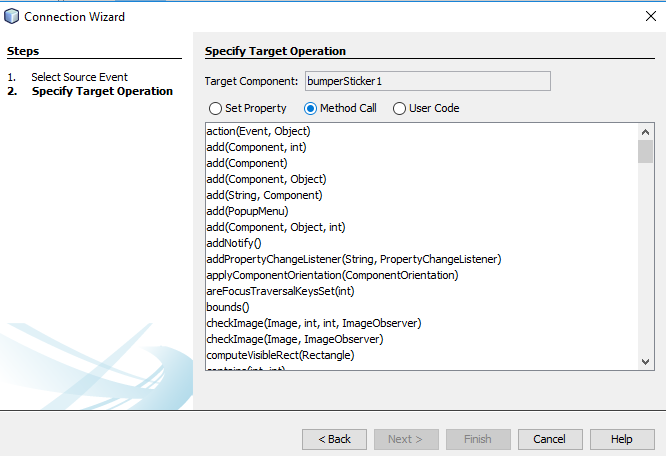 Connection Wizard
Steps
1. Select Source Event
2. Specify Target Operation
Specify Target Operation
Target Component: bumperSticker1
Set Property Method Call User Code
action(Event, Object)
add(Component, int)
add(Component)
add(Component, Object)
add(String, Component)
add(PopupMenu)
add(Component, Object, int)
addNotify()
addPropertyChangeListener(String, PropertyChangeListener)
applyComponentOrientation(ComponentOrientation)
areFocusTraversalKeysSet(int)
bounds()
checkImage(Image, int, int, ImageObserver)
checkImage(Image, ImageObserver)
computeVisibleRect(Rectangle)
contains(int, int)
< Back Next > Finish Cancel Help